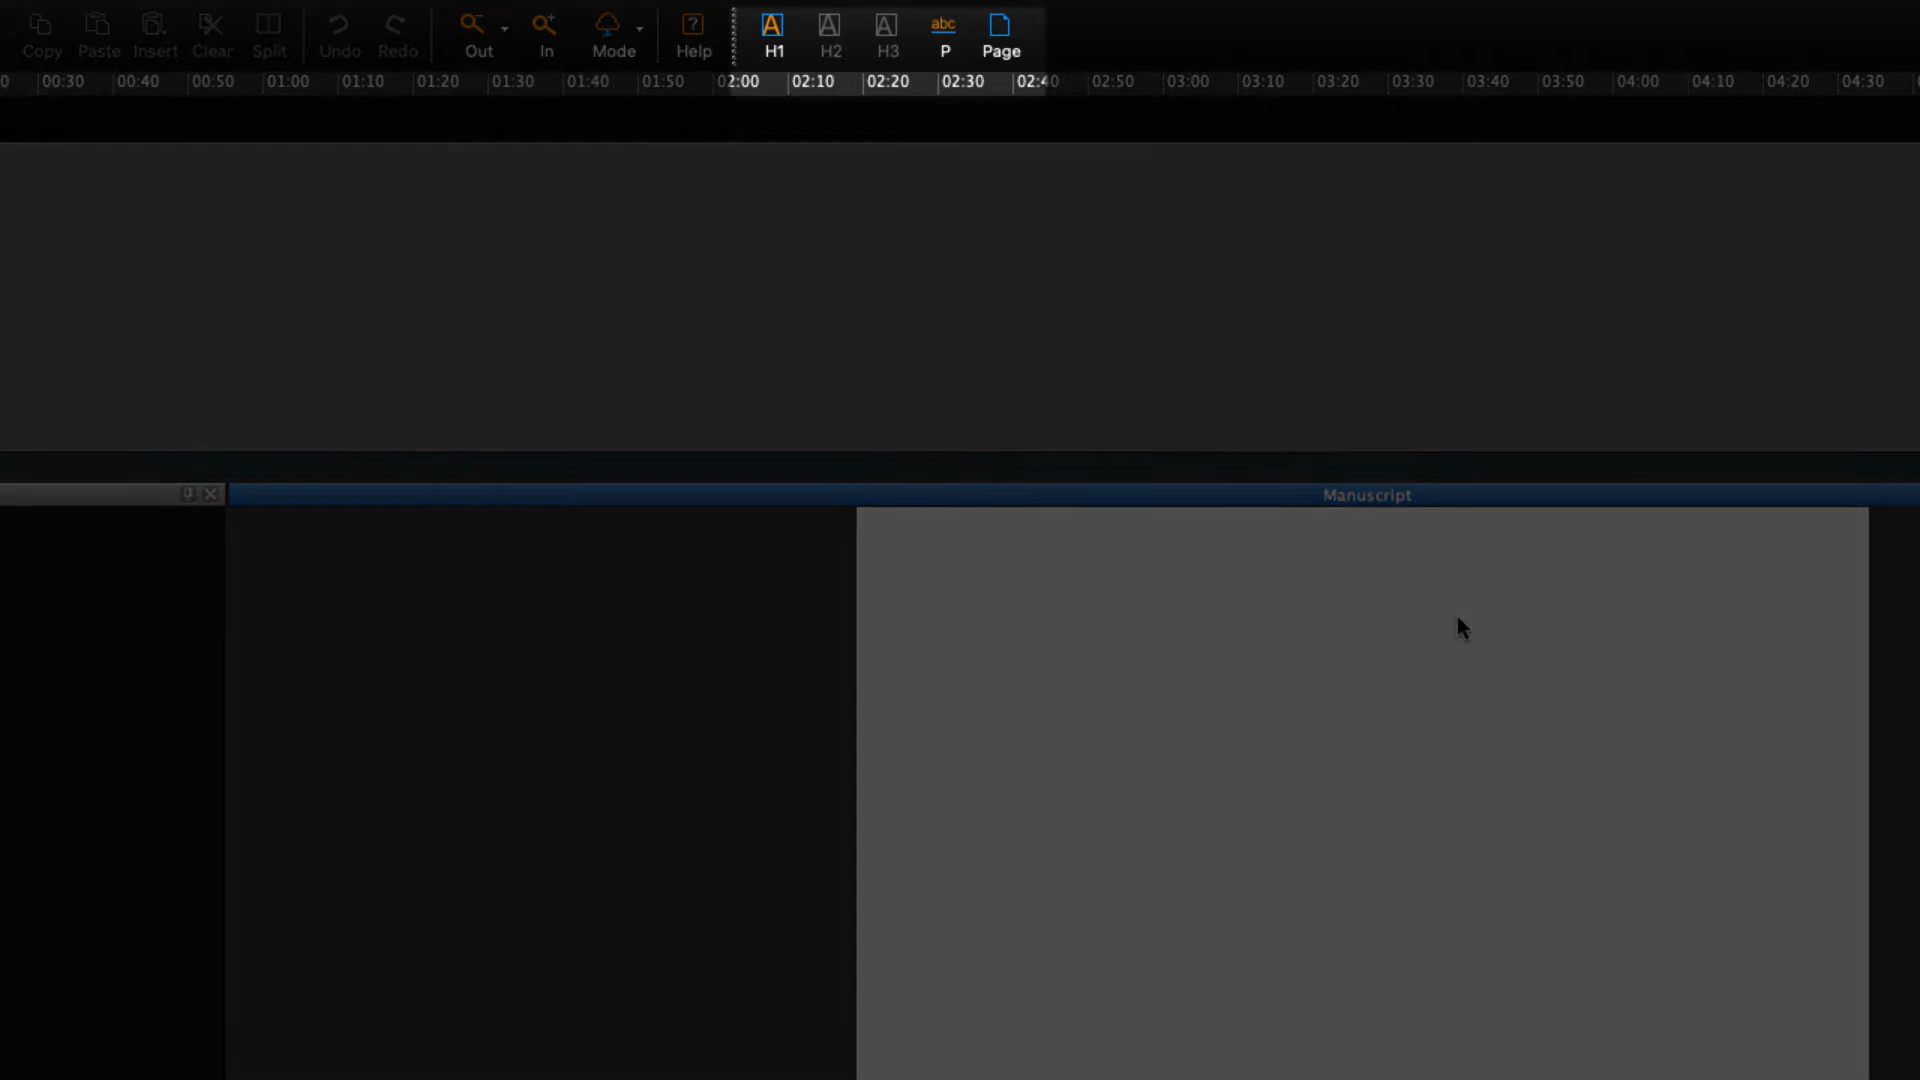 Copy Paste Insert Clear Split Undo Redo Out In Mode ? Help A H1 A H2 A H3 abc P Page
0 00:30 00:40 00:50 01:00 01:10 01:20 01:30 01:40 01:50 02:00 02:10 02:20 02:30 02:40 02:50 03:00 03:10 03:20 03:30 03:40 03:50 04:00 04:10 04:20 04:30
Manuscript